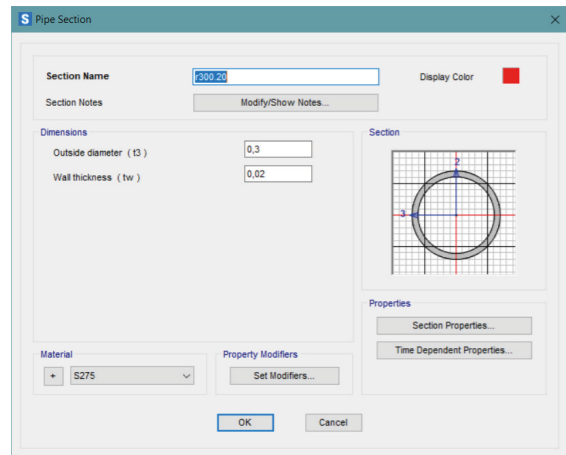 S Pipe Section
Section Name r300.20 Display Color
Section Notes Modify/Show Notes...
Dimensions
Outside diameter ( t3 ) 0,3
Wall thickness ( tw ) 0,02
Section
2
3
Properties
Section Properties...
Time Dependent Properties...
Material
+ S275
Property Modifiers
Set Modifiers...
OK Cancel